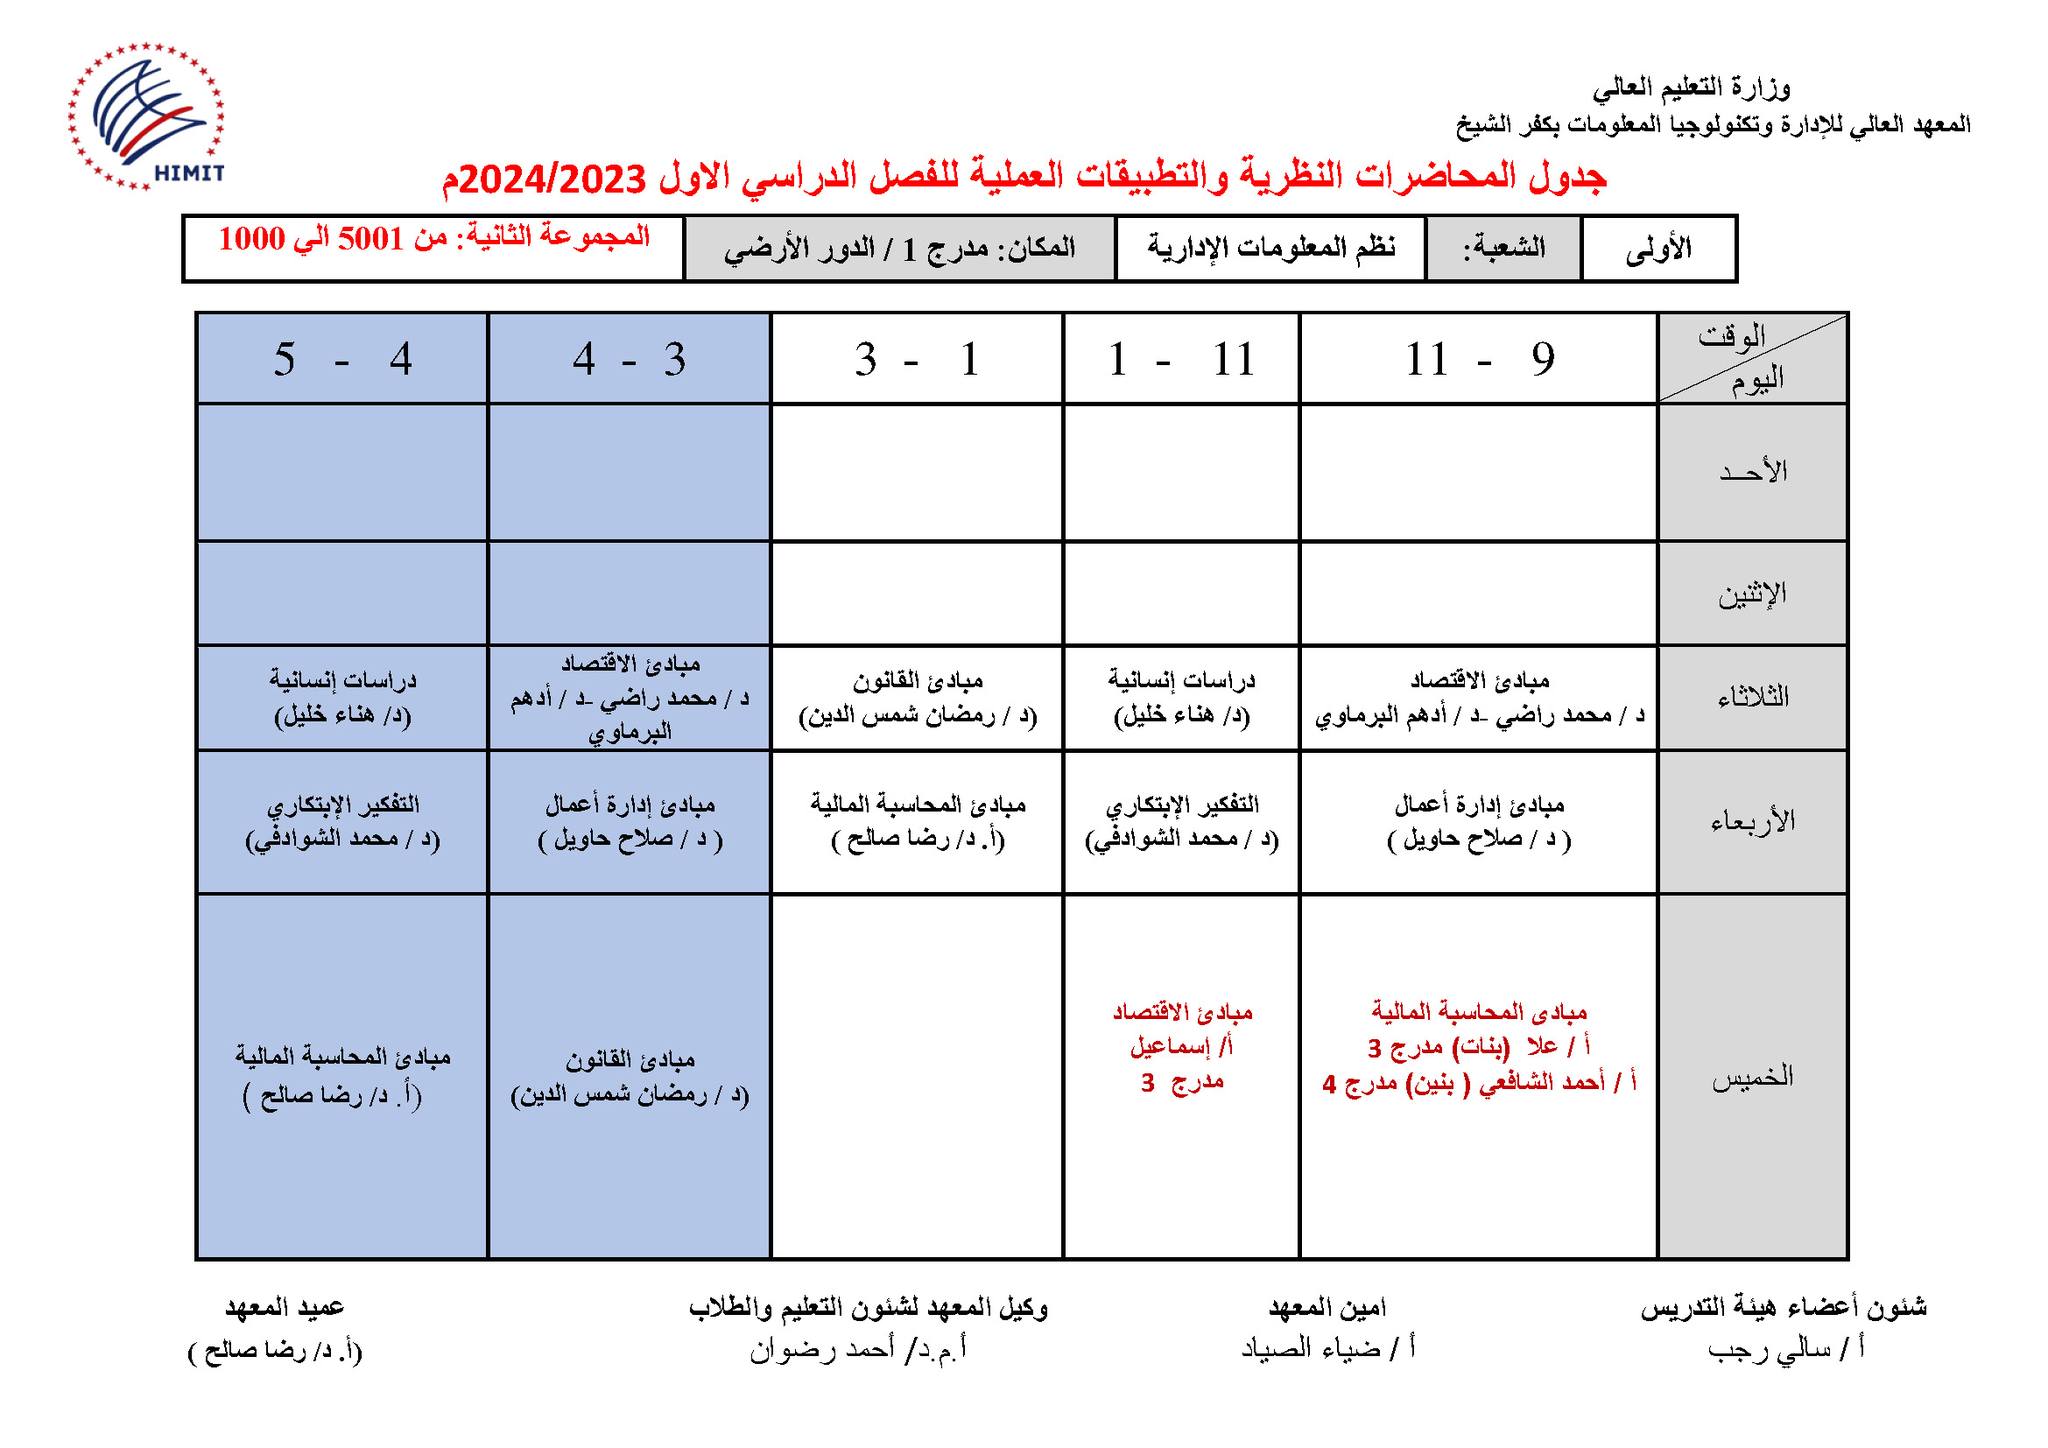 HIMIT
وزارة التعليم العالي
المعهد العالي للإدارة وتكنولوجيا المعلومات بكفر الشيخ
جدول المحاضرات النظرية والتطبيقات العملية للفصل الدراسي الاول 2024/2023م
الأولى الشعبة: نظم المعلومات الإدارية المكان: مدرج 1 / الدور الأرضي المجموعة الثانية: من 5001 الي 1000
الوقت
اليوم
9 - 11
11 - 1
1 - 3
3 - 4
4 - 5
الأحـــد
الإثنين
الثلاثاء
مبادئ الاقتصاد
د / محمد راضي -د / أدهم البرماوي
دراسات إنسانية
(د/ هناء خليل)
مبادئ القانون
(د / رمضان شمس الدين)
مبادئ الاقتصاد
د / محمد راضي -د / أدهم
البرماوي
دراسات إنسانية
(د/ هناء خليل)
الأربعاء
مبادئ إدارة أعمال
( د / صلاح حاويل )
التفكير الإبتكاري
(د / محمد الشوادفي)
مبادئ المحاسبة المالية
(أ. د/ رضا صالح )
مبادئ إدارة أعمال
( د / صلاح حاويل )
التفكير الإبتكاري
(د / محمد الشوادفي)
الخميس
مبادى المحاسبة المالية
أ / علا (بنات) مدرج 3
أ / أحمد الشافعي ( بنين) مدرج 4
مبادئ الاقتصاد
أ/ إسماعيل
مدرج 3
مبادئ القانون
(د / رمضان شمس الدين)
مبادئ المحاسبة المالية
(أ. د/ رضا صالح )
شئون أعضاء هيئة التدريس
أ / سالي رجب
امين المعهد
أ / ضياء الصياد
وكيل المعهد لشئون التعليم والطلاب
أ.م.د/ أحمد رضوان
عميد المعهد
(أ. د/ رضا صالح )